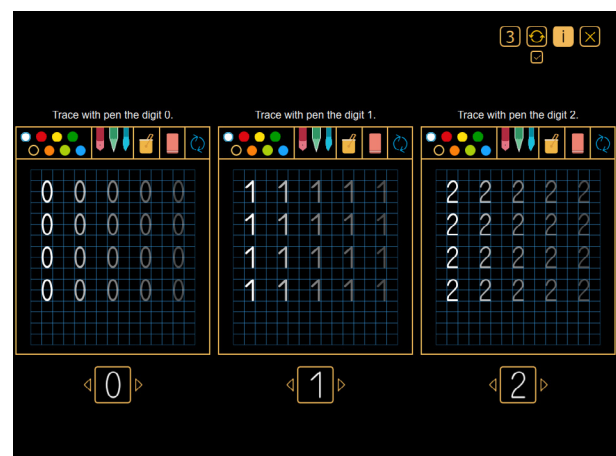 3 i
Trace with pen the digit 0.
0 0 0 0 0
0 0 0 0 0
0 0 0 0 0
0 0 0 0 0
0
Trace with pen the digit 1.
1 1 1 1 1
1 1 1 1 1
1 1 1 1 1
1 1 1 1 1
1
Trace with pen the digit 2.
2 2 2 2 2
2 2 2 2 2
2 2 2 2 2
2 2 2 2 2
2